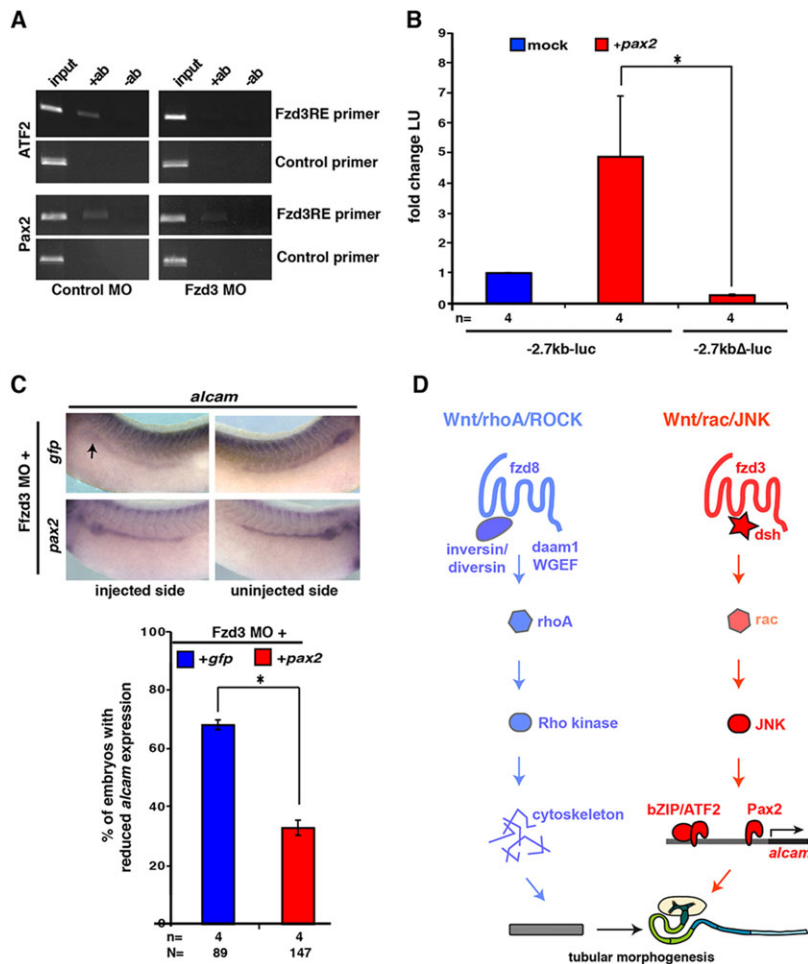 A
input +ab -ab input +ab -ab
ATF2
Fzd3RE primer
Control primer
Pax2
Fzd3RE primer
Control primer
Control MO Fzd3 MO
B
mock +pax2
*
fold change LU
9
8
7
6
5
4
3
2
1
0
n= 4 4 4
-2.7kb-luc -2.7kbΔ-luc
C
alcam
Ffzd3 MO +
gfp
pax2
injected side uninjected side
Fzd3 MO +
+gfp +pax2
*
% of embryos with
reduced alcam expression
100
80
60
40
20
0
n= 4 4
N= 89 147
D
Wnt/rhoA/ROCK Wnt/rac/JNK
fzd8 fzd3
dsh
inversin/
diversin
daam1
WGEF
rhoA rac
Rho kinase JNK
cytoskeleton
bZIP/ATF2 Pax2
alcam
tubular morphogenesis